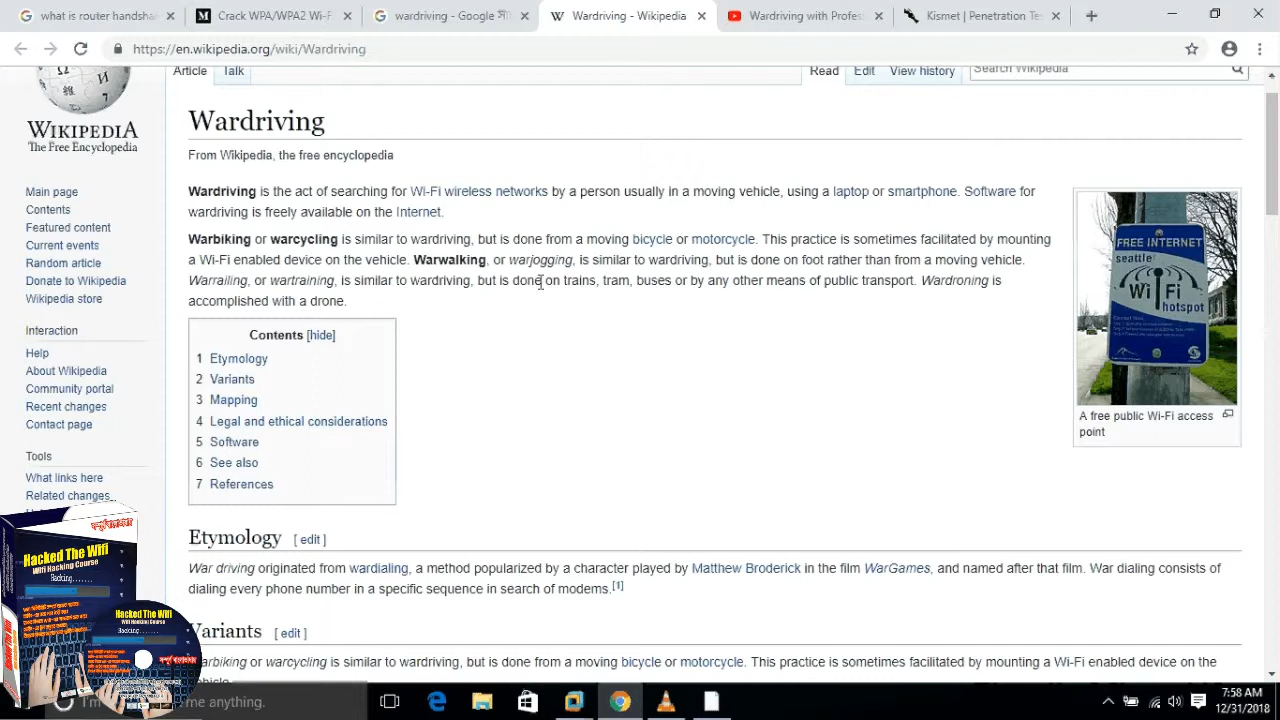 what is router handsha
Crack WPA/WPA2 Wi-F
wardriving - Google
Wardriving - Wikipedia
Wardriving with Profes
Kismet | Penetration Te
https://en.wikipedia.org/wiki/Wardriving
WIKIPEDIA
The Free Encyclopedia
Main page
Contents
Featured content
Current events
Random article
Donate to Wikipedia
Wikipedia store
Interaction
Help
About Wikipedia
Community portal
Recent changes
Contact page
Tools
What links here
Related changes
Article
Talk
Read
Edit
View history
Search Wikipedia
Wardriving
From Wikipedia, the free encyclopedia
Wardriving is the act of searching for Wi-Fi wireless networks by a person usually in a moving vehicle, using a laptop or smartphone. Software for
wardriving is freely available on the Internet.
Warbiking or warcycling is similar to wardriving, but is done from a moving bicycle or motorcycle. This practice is sometimes facilitated by mounting
a Wi-Fi enabled device on the vehicle. Warwalking, or warjogging, is similar to wardriving, but is done on foot rather than from a moving vehicle.
Warrailing, or wartraining, is similar to wardriving, but is done on trains, tram, buses or by any other means of public transport. Wardroning is
accomplished with a drone.
FREE INTERNET
seattle
Wi Fi
hotspot
A free public Wi-Fi access
point
Contents [hide]
1 Etymology
2 Variants
3 Mapping
4 Legal and ethical considerations
5 Software
6 See also
7 References
Etymology [ edit ]
War driving originated from wardialing, a method popularized by a character played by Matthew Broderick in the film WarGames, and named after that film. War dialing consists of
dialing every phone number in a specific sequence in search of modems.[1]
Variants [ edit ]
Warbiking or warcycling is similar to wardriving, but is done from a moving bicycle or motorcycle. This practice is sometimes facilitated by mounting a Wi-Fi enabled device on the
vehicle.
Hacked The Wifi
Wifi Hacking Course
Hacking.......
Hacked The Wifi
Wifi Hacking Course
Hacking......
me anything.
7:58 AM
12/31/2018